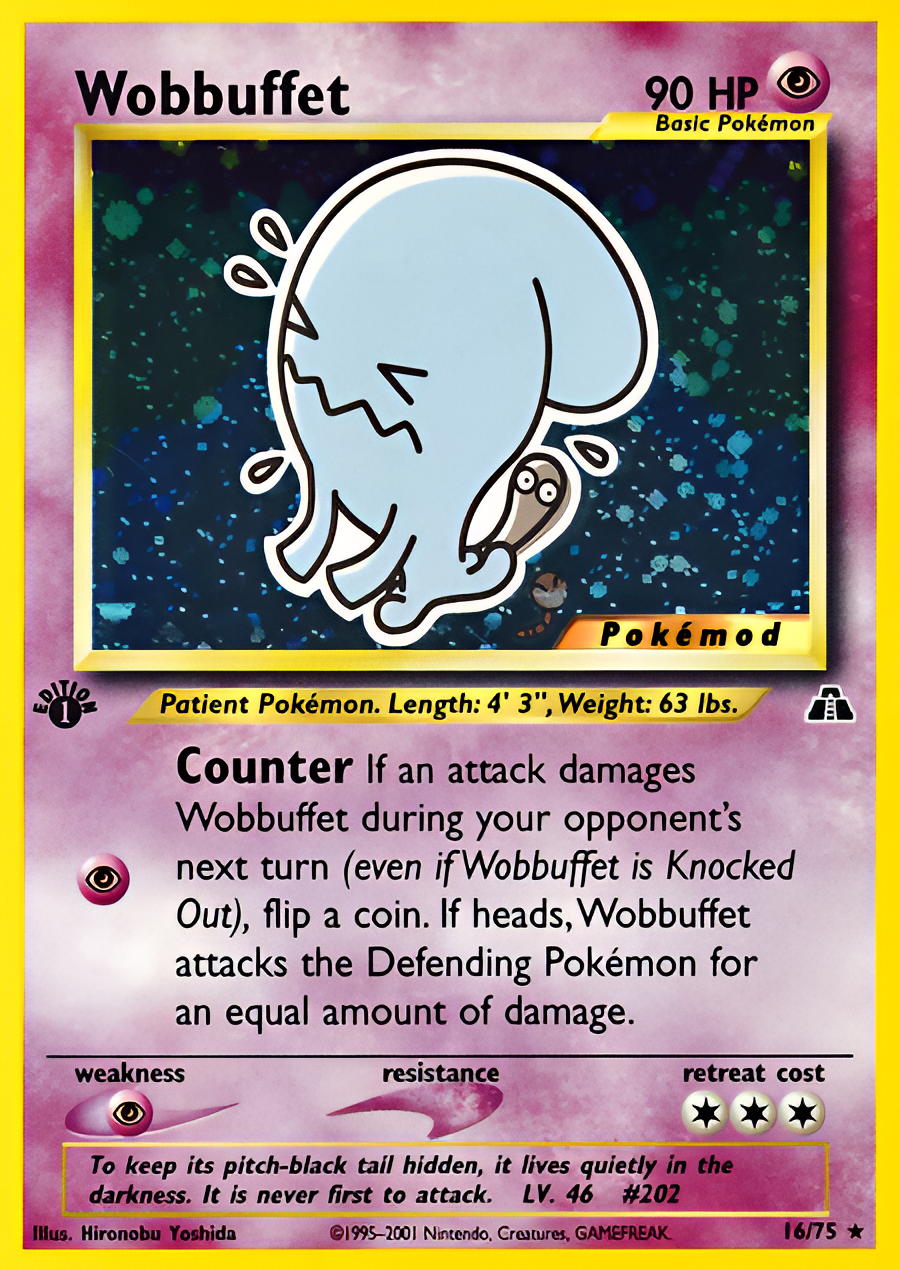 Wobbuffet
90 HP
Basic Pokémon
Pokémod
EDITION
1
Patient Pokémon. Length: 4' 3", Weight: 63 lbs.
Counter If an attack damages
Wobbuffet during your opponent's
next turn (even if Wobbuffet is Knocked
Out), flip a coin. If heads, Wobbuffet
attacks the Defending Pokémon for
an equal amount of damage.
weakness
resistance
retreat cost
To keep its pitch-black tail hidden, it lives quietly in the
darkness. It is never first to attack. LV. 46 #202
Illus. Hironobu Yoshida
©1995-2001 Nintendo, Creatures, GAMEFREAK.
16/75 ★